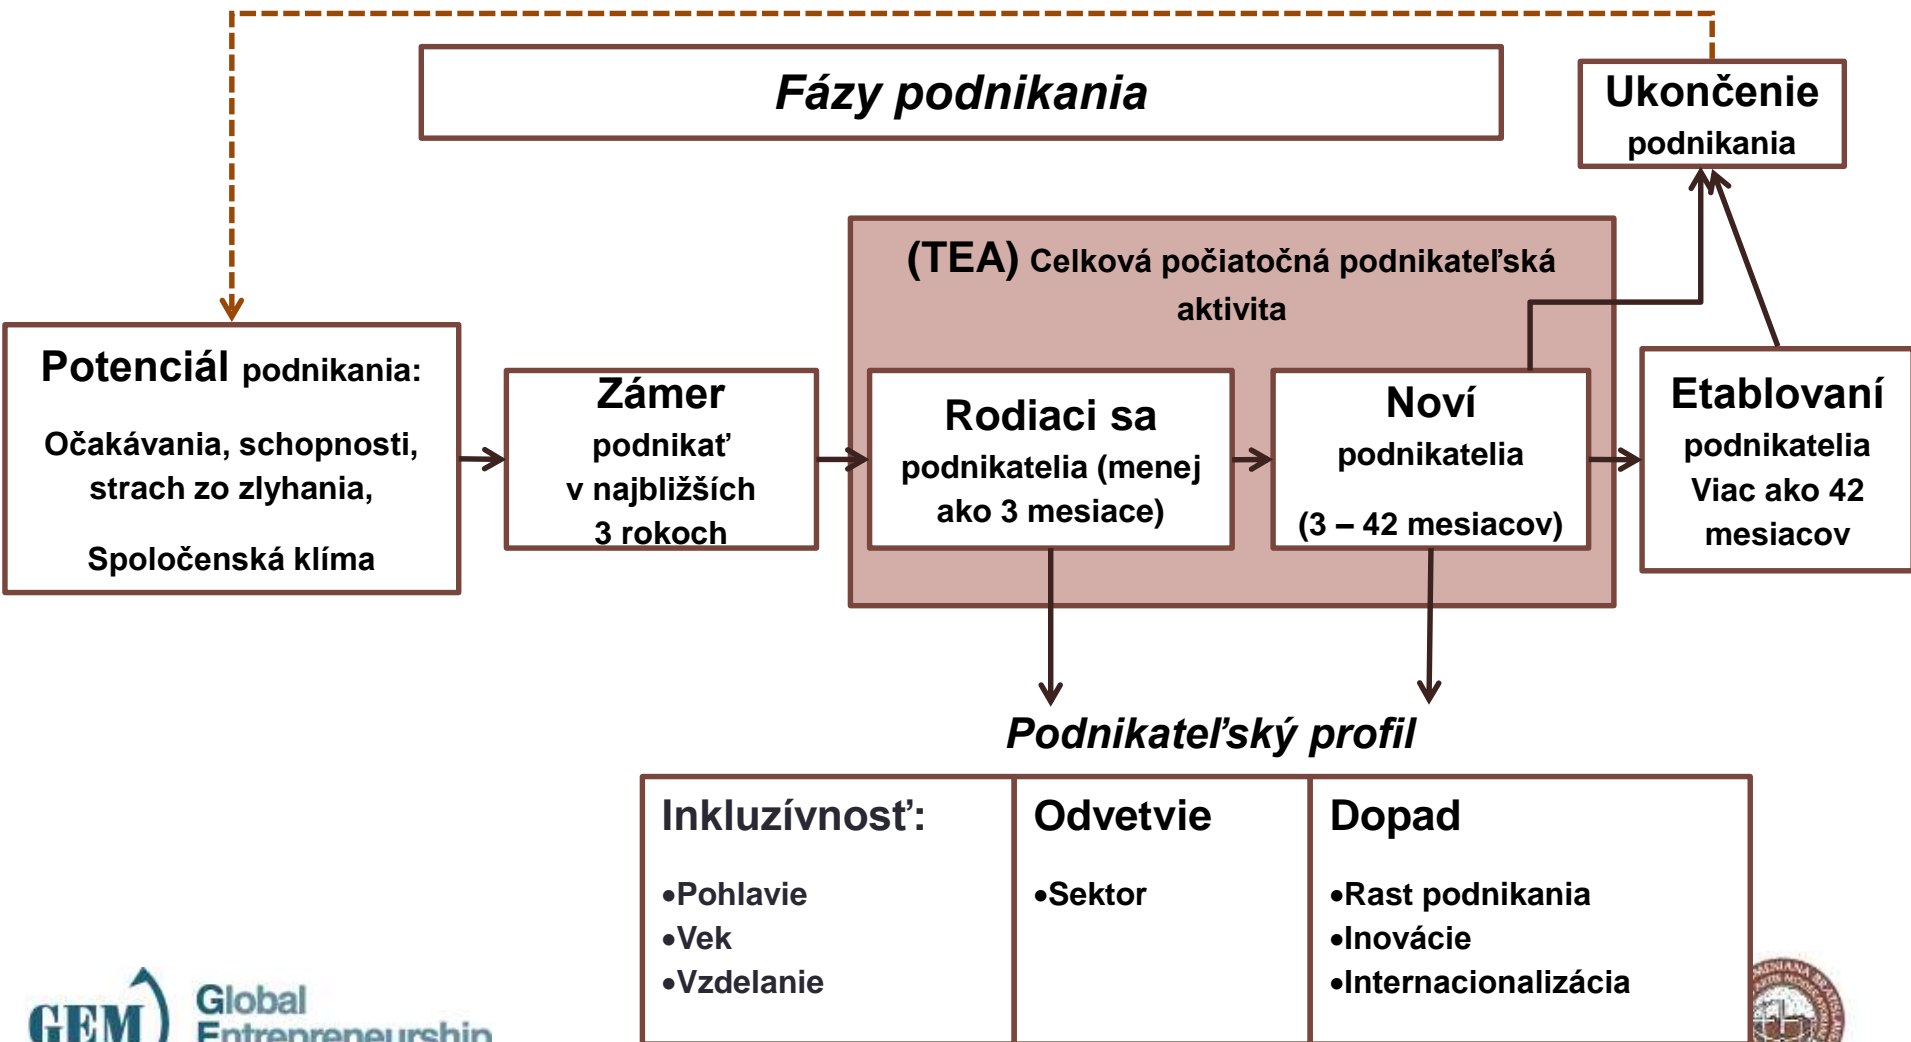 Fázy podnikania
Ukončenie
podnikania
(TEA) Celková počiatočná podnikateľská
aktivita
Potenciál podnikania:
Očakávania, schopnosti,
strach zo zlyhania,
Spoločenská klíma
Zámer
podnikať
v najbližších
3 rokoch
Rodiaci sa
podnikatelia (menej
ako 3 mesiace)
Noví
podnikatelia
(3 – 42 mesiacov)
Etablovaní
podnikatelia
Viac ako 42
mesiacov
Podnikateľský profil
Inkluzívnosť:
•Pohlavie
•Vek
•Vzdelanie
Odvetvie
•Sektor
Dopad
•Rast podnikania
•Inovácie
•Internacionalizácia
GEM
Global
Entrepreneurship